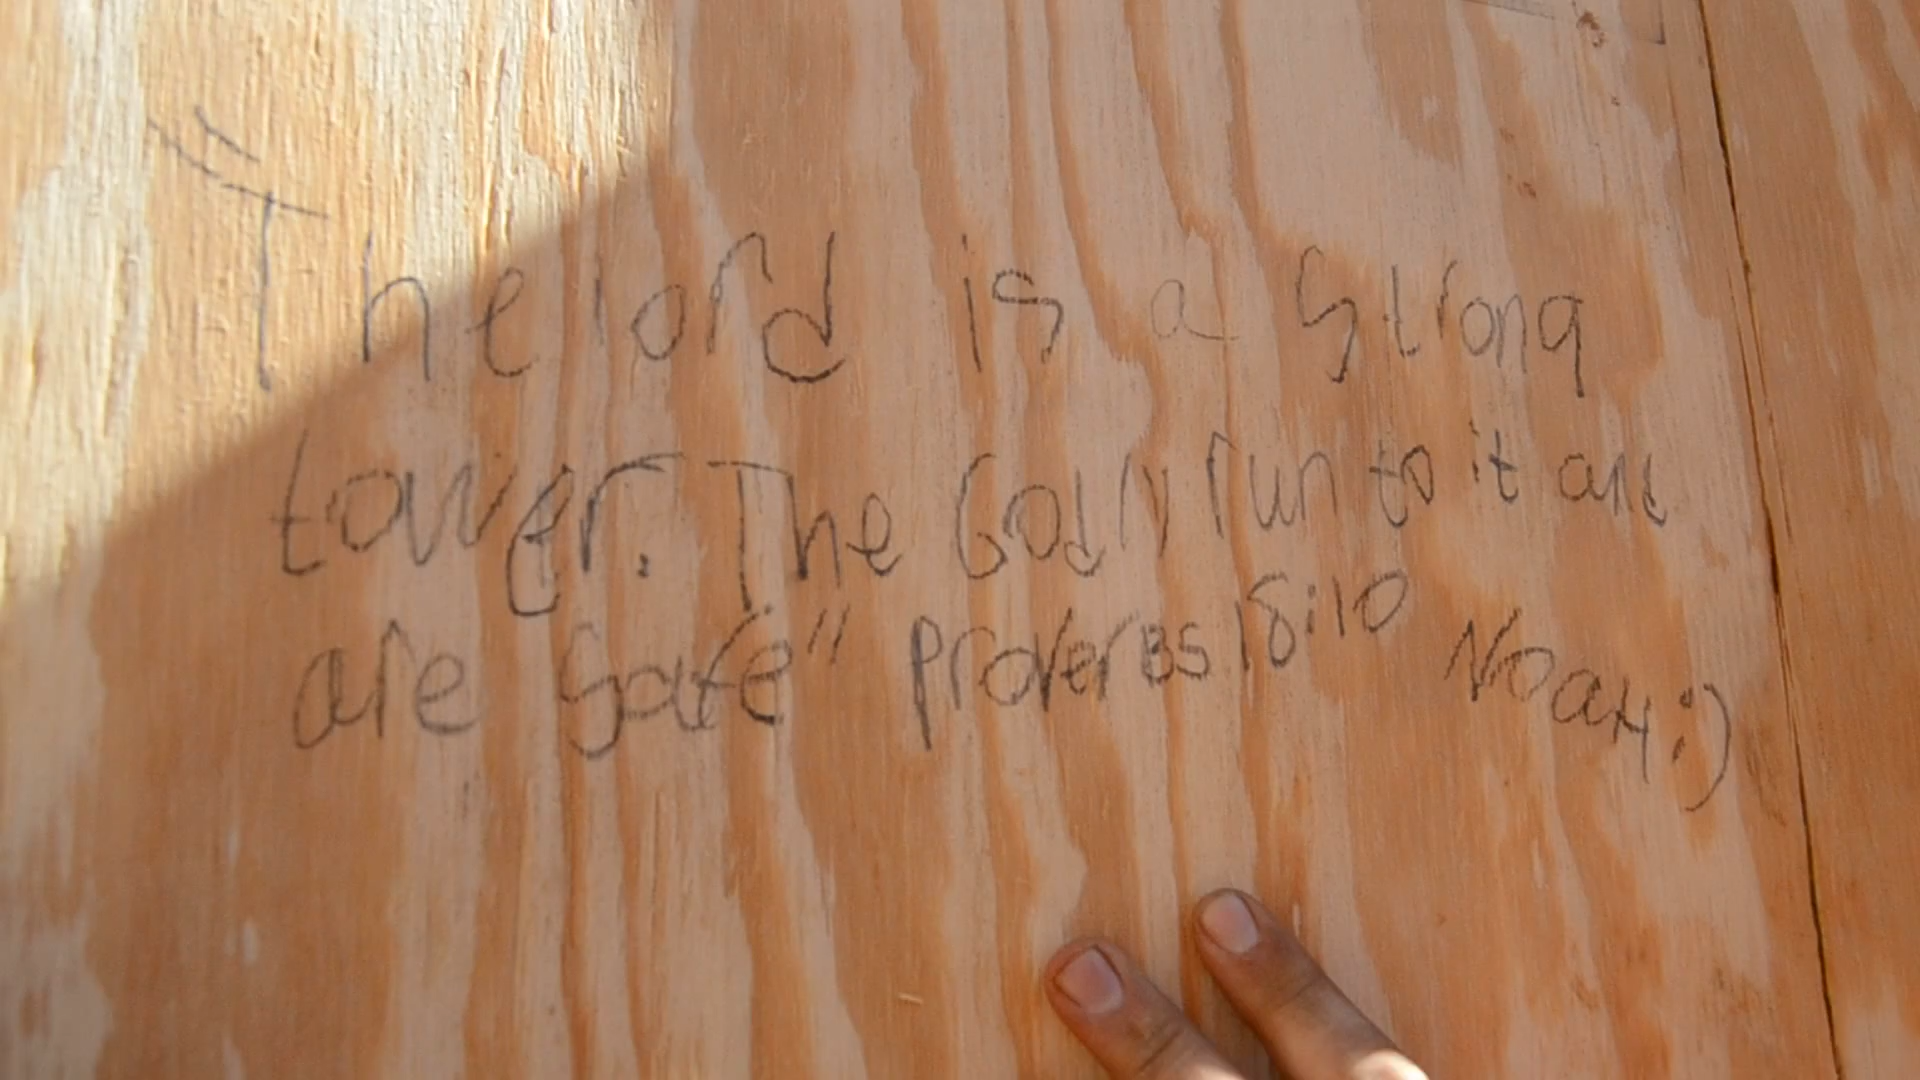 "The lord is a strong
tower. The Godly run to it and
are safe" ProverBs 18:10 NoaH :)